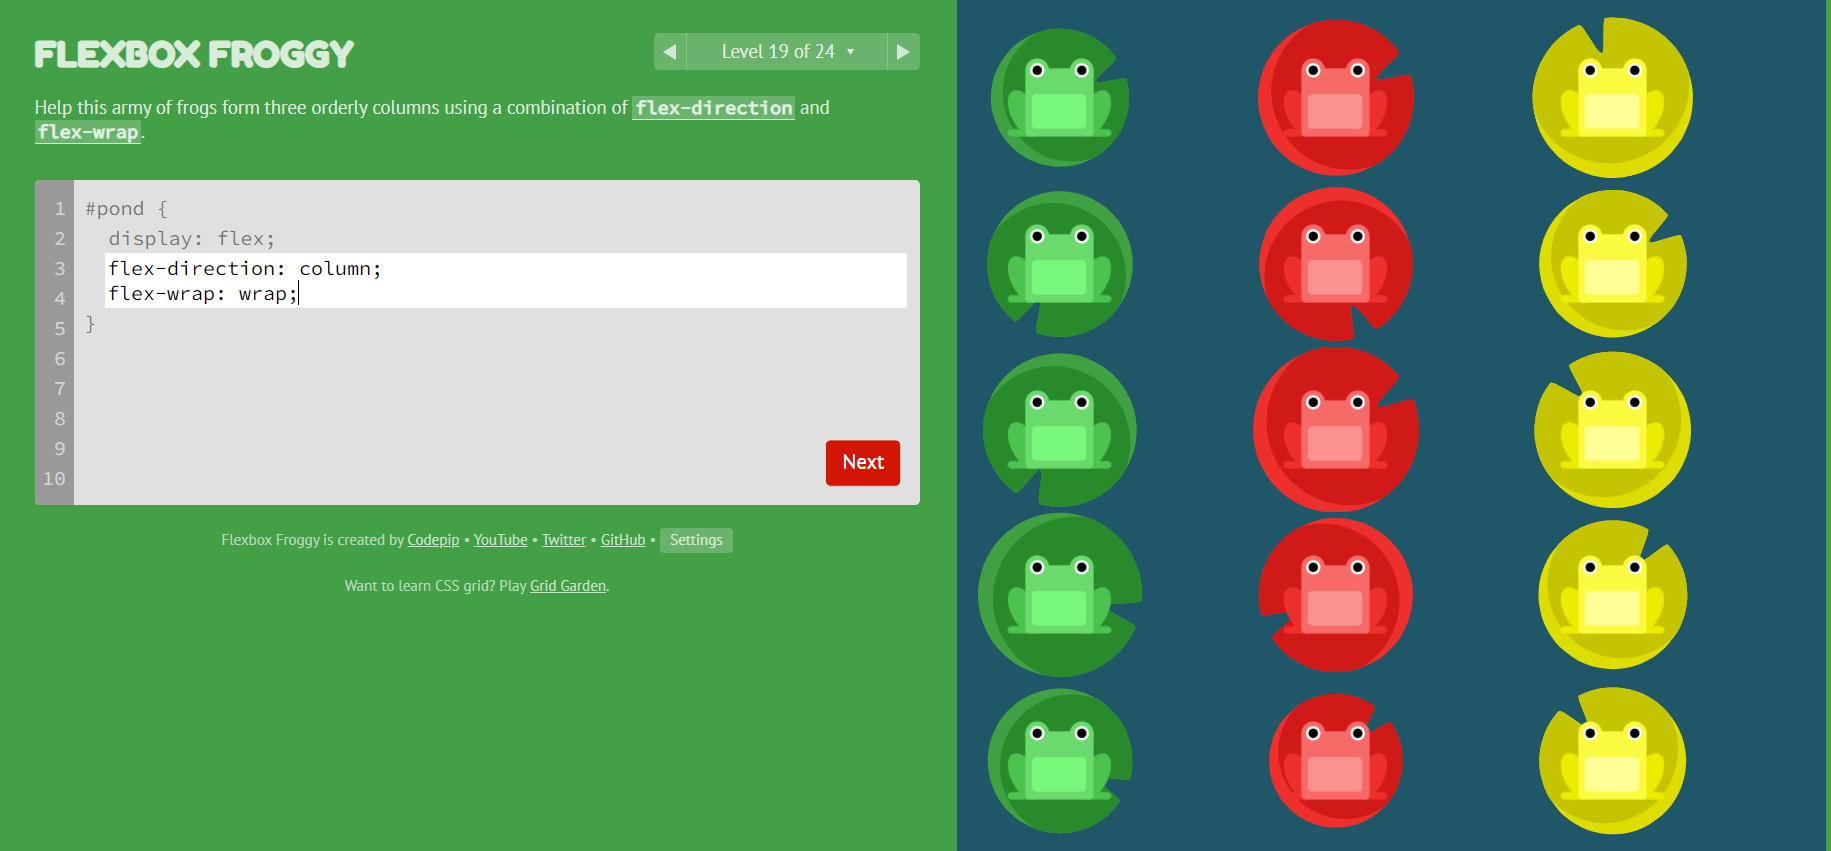 FLEXBOX FROGGY
Level 19 of 24
Help this army of frogs form three orderly columns using a combination of flex-direction and
flex-wrap.
1 #pond {
2 display: flex;
3 flex-direction: column;
4 flex-wrap: wrap;
5 }
6
7
8
9
10
Next
Flexbox Froggy is created by Codepip • YouTube • Twitter • GitHub • Settings
Want to learn CSS grid? Play Grid Garden.